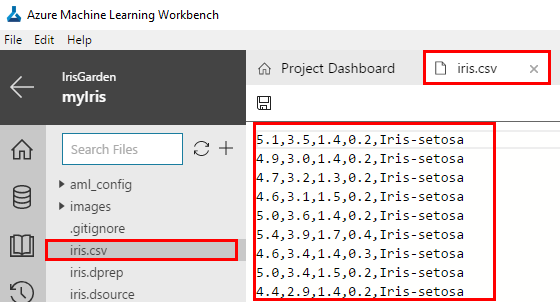 Azure Machine Learning Workbench
File Edit Help
IrisGarden
myIris
Project Dashboard
iris.csv
Search Files
aml_config
images
.gitignore
iris.csv
iris.dprep
iris.dsource
5.1,3.5,1.4,0.2,Iris-setosa
4.9,3.0,1.4,0.2,Iris-setosa
4.7,3.2,1.3,0.2,Iris-setosa
4.6,3.1,1.5,0.2,Iris-setosa
5.0,3.6,1.4,0.2,Iris-setosa
5.4,3.9,1.7,0.4,Iris-setosa
4.6,3.4,1.4,0.3,Iris-setosa
5.0,3.4,1.5,0.2,Iris-setosa
4.4,2.9,1.4,0.2,Iris-setosa